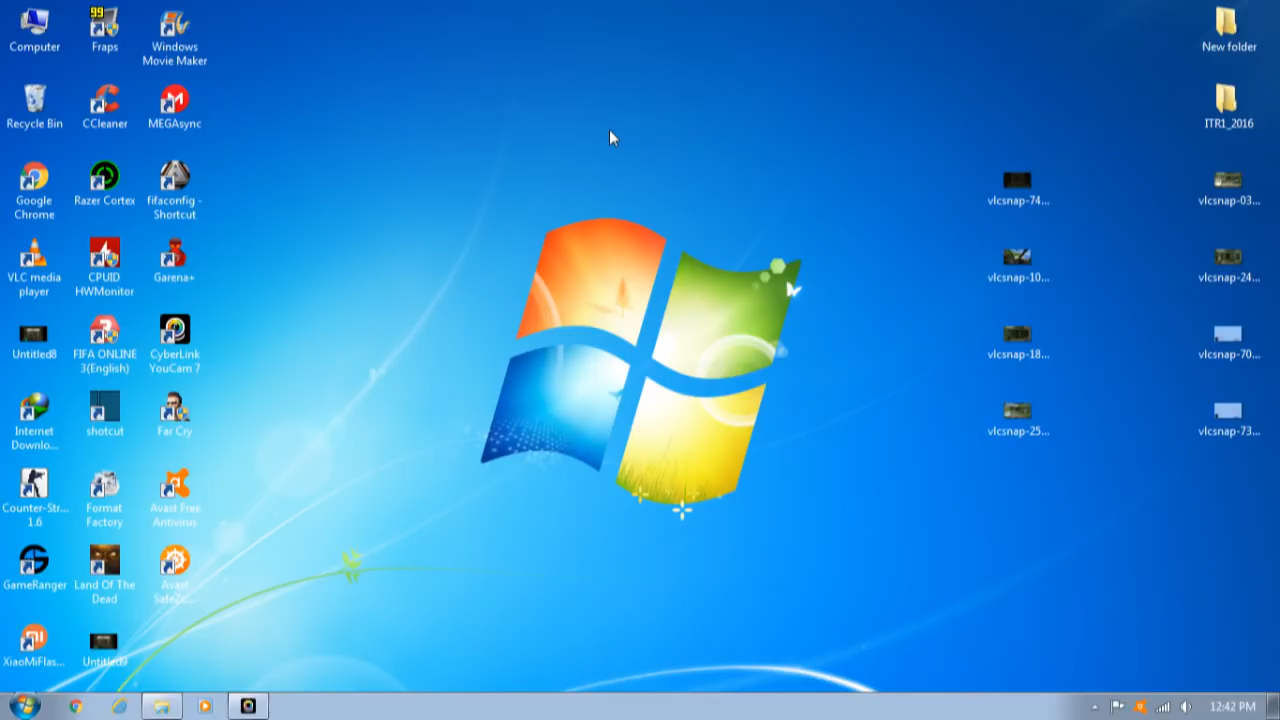 Computer
Fraps
Windows
Movie Maker
New folder
Recycle Bin
CCleaner
MEGAsync
ITR1_2016
Google
Chrome
Razer Cortex
fifaconfig -
Shortcut
vlcsnap-74...
vlcsnap-03...
VLC media
player
CPUID
HWMonitor
Garena+
vlcsnap-10...
vlcsnap-24...
Untitled8
FIFA ONLINE
3(English)
CyberLink
YouCam 7
vlcsnap-18...
vlcsnap-70...
Internet
Downlo...
shotcut
Far Cry
vlcsnap-25...
vlcsnap-73...
Counter-Str...
1.6
Format
Factory
Avast Free
Antivirus
GameRanger
Land Of The
Dead
Avast
SafeZo...
XiaoMiFlas...
Untitled9
12:42 PM